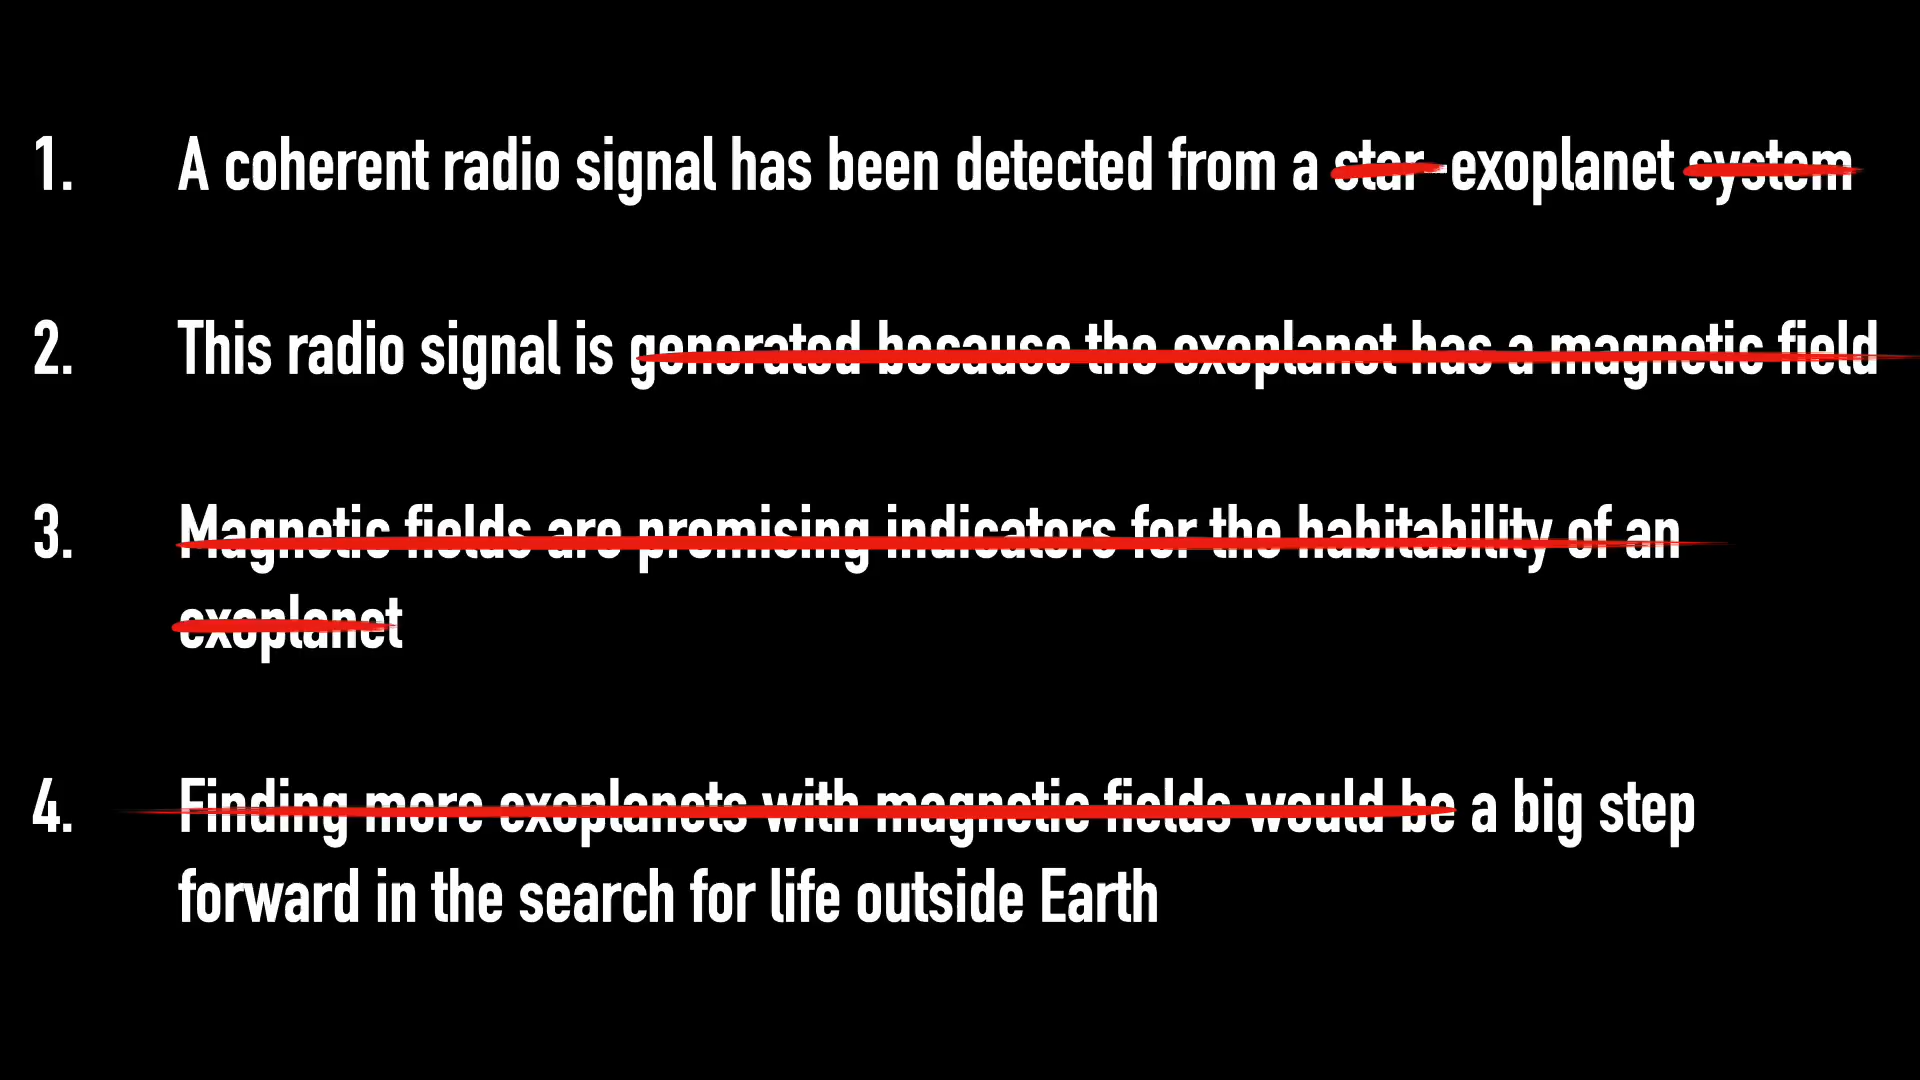 1. A coherent radio signal has been detected from a star-exoplanet system
2. This radio signal is generated because the exoplanet has a magnetic field
3. Magnetic fields are promising indicators for the habitability of an
exoplanet
4. Finding more exoplanets with magnetic fields would be a big step
forward in the search for life outside Earth